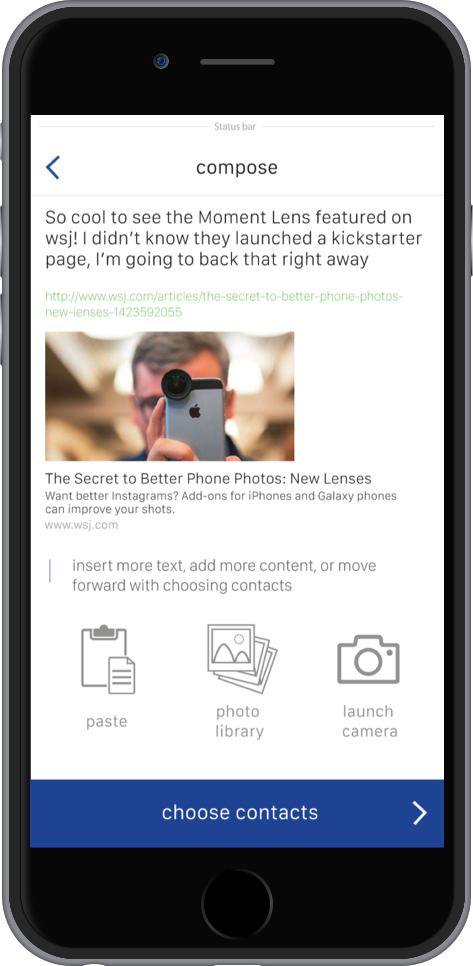 Status bar
compose
So cool to see the Moment Lens featured on
wsj! I didn’t know they launched a kickstarter
page, I’m going to back that right away
http://www.wsj.com/articles/the-secret-to-better-phone-photos-
new-lenses-1423592055
The Secret to Better Phone Photos: New Lenses
Want better Instagrams? Add-ons for iPhones and Galaxy phones
can improve your shots.
www.wsj.com
insert more text, add more content, or move
forward with choosing contacts
paste
photo
library
launch
camera
choose contacts